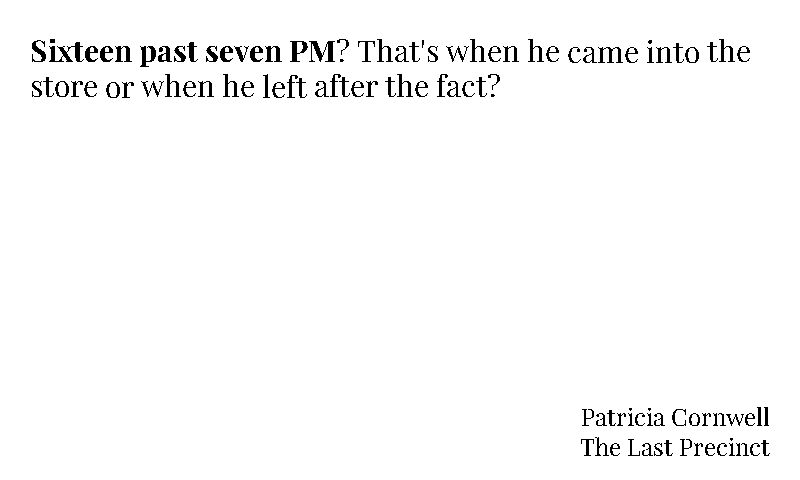 Sixteen past seven PM? That's when he came into the
store or when he left after the fact?
Patricia Cornwell
The Last Precinct